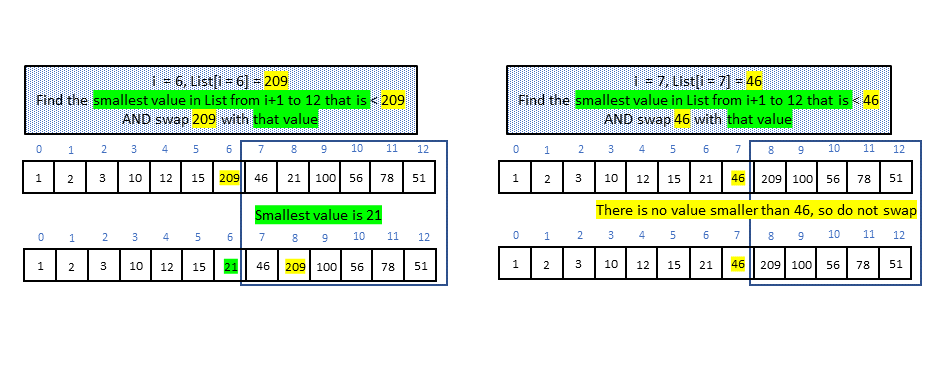 i = 6, List[i = 6] = 209
Find the smallest value in List from i+1 to 12 that is < 209
AND swap 209 with that value
0 1 2 3 4 5 6 7 8 9 10 11 12
1 2 3 10 12 15 209 46 21 100 56 78 51
Smallest value is 21
0 1 2 3 4 5 6 7 8 9 10 11 12
1 2 3 10 12 15 21 46 209 100 56 78 51
i = 7, List[i = 7] = 46
Find the smallest value in List from i+1 to 12 that is < 46
AND swap 46 with that value
0 1 2 3 4 5 6 7 8 9 10 11 12
1 2 3 10 12 15 21 46 209 100 56 78 51
There is no value smaller than 46, so do not swap
0 1 2 3 4 5 6 7 8 9 10 11 12
1 2 3 10 12 15 21 46 209 100 56 78 51